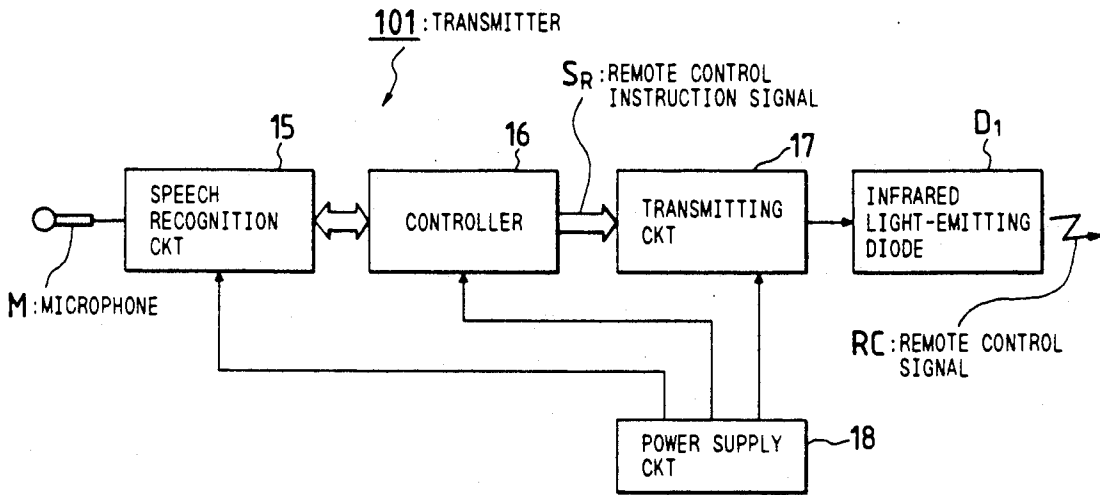 101 : TRANSMITTER
SR : REMOTE CONTROL
INSTRUCTION SIGNAL
15
16
17
D1
SPEECH
RECOGNITION
CKT
CONTROLLER
TRANSMITTING
CKT
INFRARED
LIGHT-EMITTING
DIODE
M : MICROPHONE
RC : REMOTE CONTROL
SIGNAL
POWER SUPPLY
CKT
18